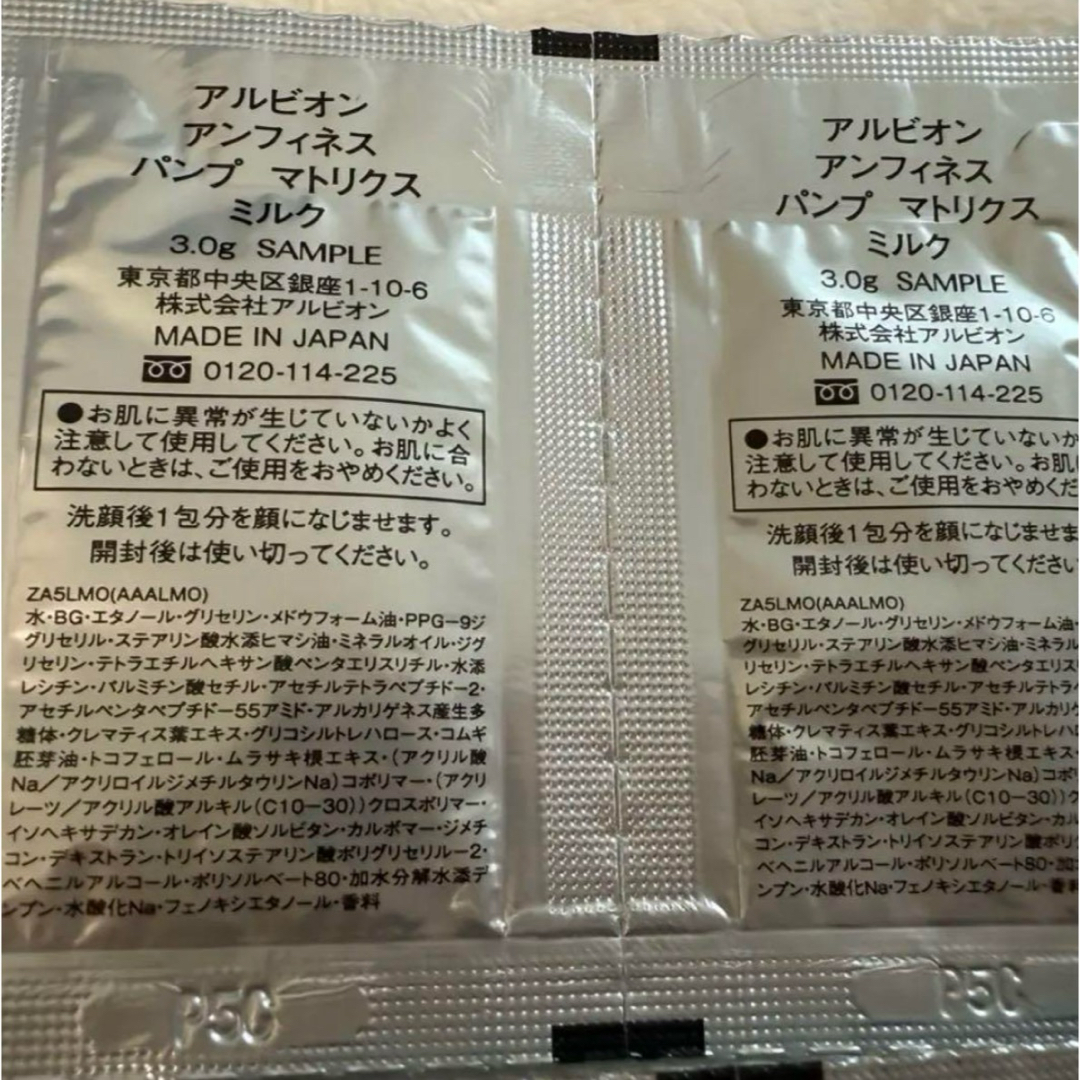 アルビオン
アンフィネス
パンプ マトリクス
ミルク
3.0g SAMPLE
東京都中央区銀座1-10-6
株式会社アルビオン
MADE IN JAPAN
0120-114-225
●お肌に異常が生じていないかよく
注意して使用してください。お肌に合
わないときは、ご使用をおやめください。
洗顔後1包分を顔になじませます。
開封後は使い切ってください。
ZA5LMO(AAALMO)
水・BG・エタノール・グリセリン・メドウフォーム油・PPG-9ジ
グリセリル・ステアリン酸水添ヒマシ油・ミネラルオイル・ジグ
リセリン・テトラエチルヘキサン酸ペンタエリスリチル・水添
レシチン・パルミチン酸セチル・アセチルテトラペプチド-2・
アセチルペンタペプチド-55アミド・アルカリゲネス産生多
糖体・クレマティス葉エキス・グリコシルトレハロース・コムギ
胚芽油・トコフェロール・ムラサキ根エキス・(アクリル酸
Na/アクリロイルジメチルタウリンNa)コポリマー・(アクリ
レーツ/アクリル酸アルキル(C10-30))クロスポリマー・
イソヘキサデカン・オレイン酸ソルビタン・カルボマー・ジメチ
コン・デキストラン・トリイソステアリン酸ポリグリセリル-2・
ベヘニルアルコール・ポリソルベート80・加水分解水添デ
ンプン・水酸化Na・フェノキシエタノール・香料
P5C
アルビオン
アンフィネス
パンプ マトリクス
ミルク
3.0g SAMPLE
東京都中央区銀座1-10-6
株式会社アルビオン
MADE IN JAPAN
0120-114-225
●お肌に異常が生じていないか
注意して使用してください。お肌
わないときは、ご使用をおやめくだ
洗顔後1包分を顔になじませま
開封後は使い切ってください
ZA5LMO(AAALMO)
水・BG・エタノール・グリセリン・メドウフォーム油・
グリセリル・ステアリン酸水添ヒマシ油・ミネラル
リセリン・テトラエチルヘキサン酸ペンタエリス
レシチン・パルミチン酸セチル・アセチルテトラ
アセチルペンタペプチド-55アミド・アルカリゲ
糖体・クレマティス葉エキス・グリコシルトレハロ
胚芽油・トコフェロール・ムラサキ根エキス・
Na/アクリロイルジメチルタウリンNa)コポリ
レーツ/アクリル酸アルキル(C10-30))ク
イソヘキサデカン・オレイン酸ソルビタン・カル
コン・デキストラン・トリイソステアリン酸ポリ
ベヘニルアルコール・ポリソルベート80・加
ンプン・水酸化Na・フェノキシエタノール・香料
P5C